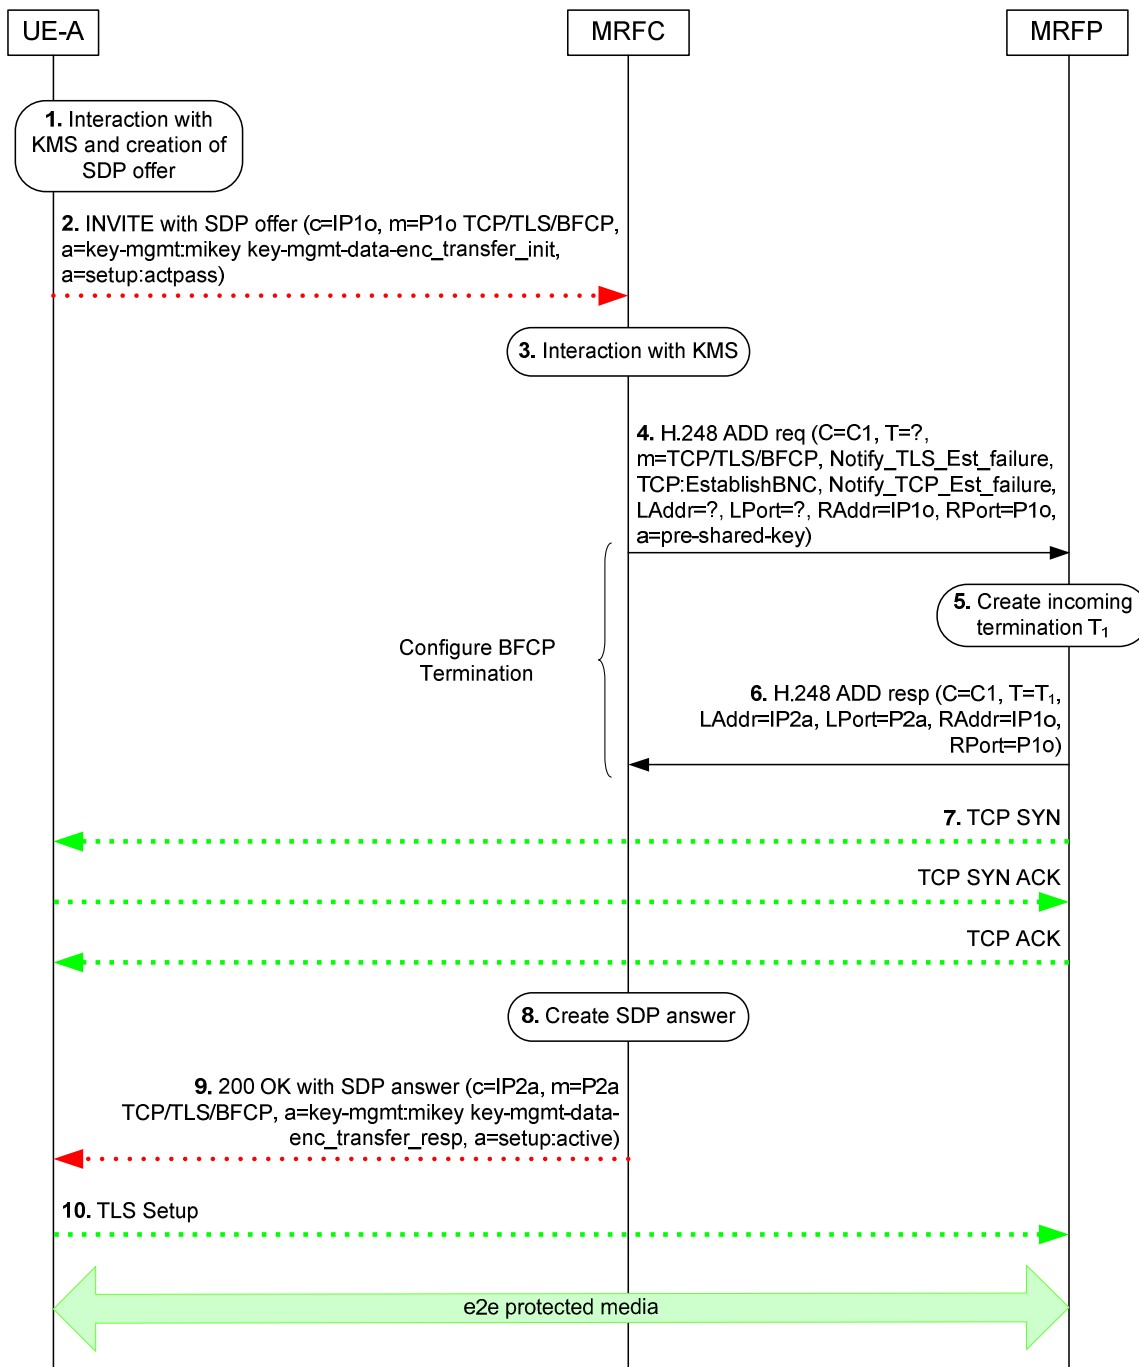 UE-A
MRFC
MRFP
1. Interaction with
KMS and creation of
SDP offer
2. INVITE with SDP offer (c=IP1o, m=P1o TCP/TLS/BFCP,
a=key-mgmt:mikey key-mgmt-data-enc_transfer_init,
a=setup:actpass)
3. Interaction with KMS
4. H.248 ADD req (C=C1, T=?,
m=TCP/TLS/BFCP, Notify_TLS_Est_failure,
TCP:EstablishBNC, Notify_TCP_Est_failure,
LAddr=?, LPort=?, RAddr=IP1o, RPort=P1o,
a=pre-shared-key)
5. Create incoming
termination T₁
Configure BFCP
Termination
6. H.248 ADD resp (C=C1, T=T₁,
LAddr=IP2a, LPort=P2a, RAddr=IP1o,
RPort=P1o)
7. TCP SYN
TCP SYN ACK
TCP ACK
8. Create SDP answer
9. 200 OK with SDP answer (c=IP2a, m=P2a
TCP/TLS/BFCP, a=key-mgmt:mikey key-mgmt-data-
enc_transfer_resp, a=setup:active)
10. TLS Setup
e2e protected media